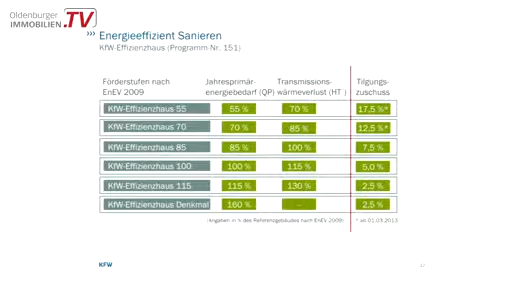 Oldenburger
IMMOBILIEN.TV
››› Energieeffizient Sanieren
KfW-Effizienzhaus (Programm-Nr. 151)
Förderstufen nach EnEV 2009 Jahresprimär-energiebedarf (QP) Transmissions-wärmeverlust (HT ) Tilgungs-zuschuss
KfW-Effizienzhaus 55 55 % 70 % 17,5 %*
KfW-Effizienzhaus 70 70 % 85 % 12,5 %*
KfW-Effizienzhaus 85 85 % 100 % 7,5 %
KfW-Effizienzhaus 100 100 % 115 % 5,0 %
KfW-Effizienzhaus 115 115 % 130 % 2,5 %
KfW-Effizienzhaus Denkmal 160 % -- 2,5 %
(Angaben in % des Referenzgebäudes nach EnEV 2009) * ab 01.03.2013
KFW